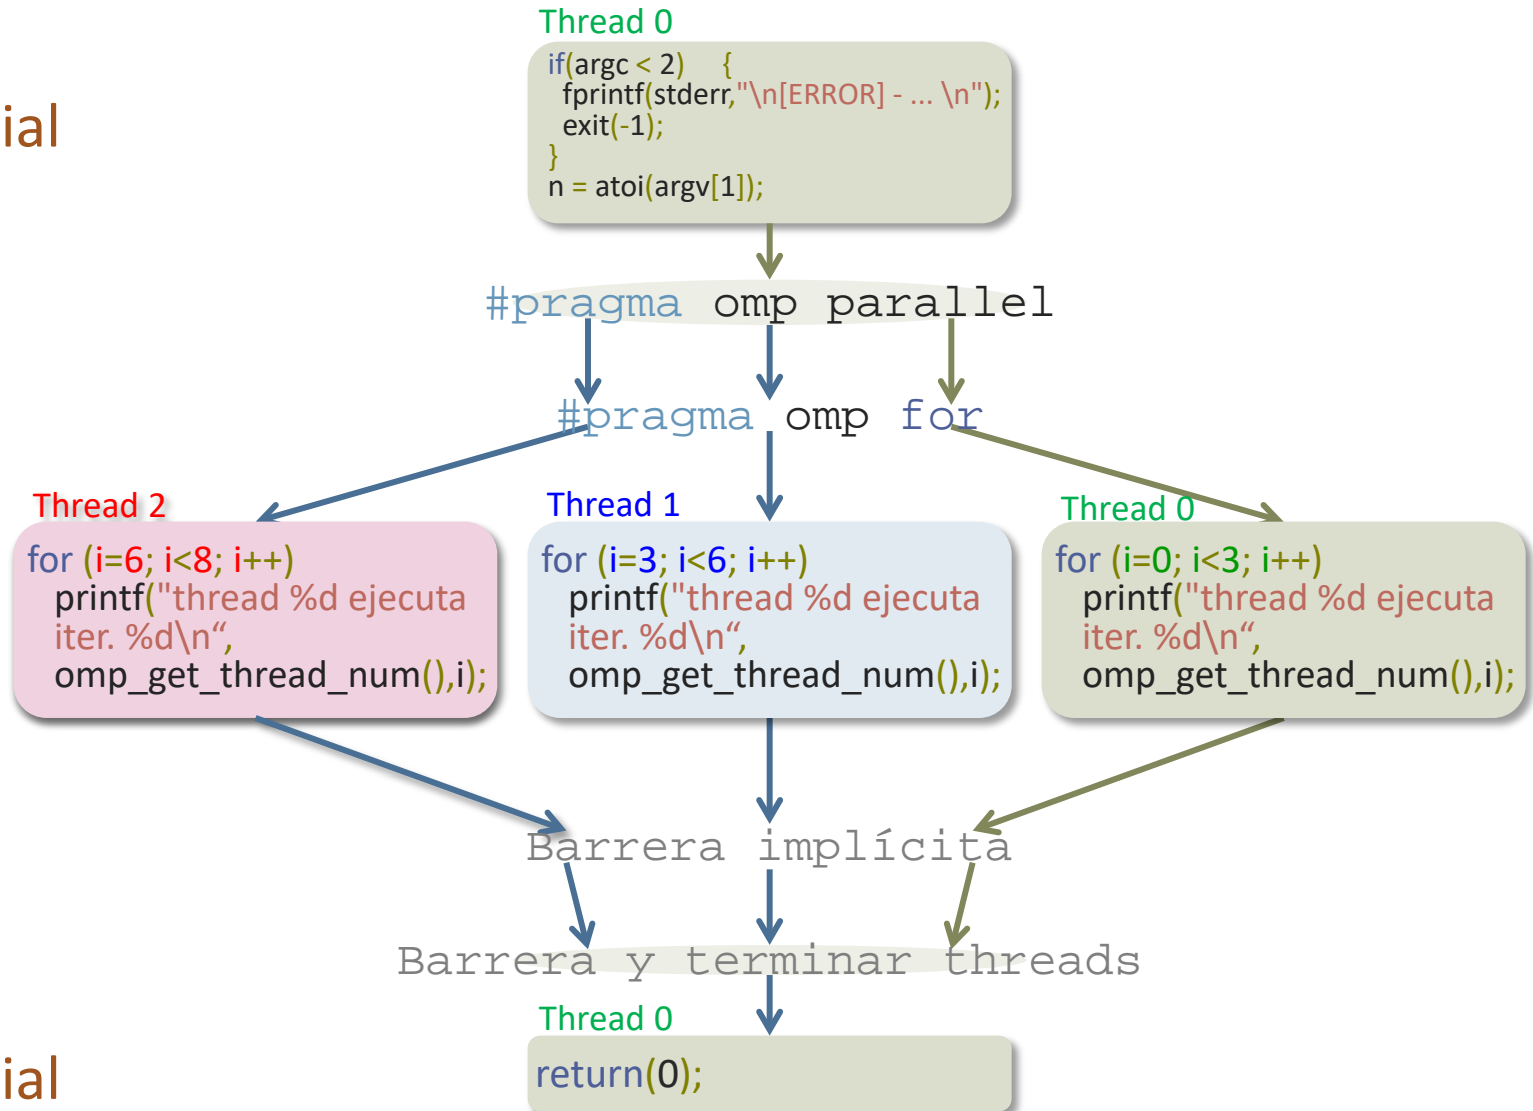 Thread 0
if(argc < 2) {
fprintf(stderr,"\n[ERROR] - ... \n");
exit(-1);
}
n = atoi(argv[1]);
ial
#pragma omp parallel
#pragma omp for
Thread 2
for (i=6; i<8; i++)
printf("thread %d ejecuta
iter. %d\n“,
omp_get_thread_num(),i);
Thread 1
for (i=3; i<6; i++)
printf("thread %d ejecuta
iter. %d\n“,
omp_get_thread_num(),i);
Thread 0
for (i=0; i<3; i++)
printf("thread %d ejecuta
iter. %d\n“,
omp_get_thread_num(),i);
Barrera implícita
Barrera y terminar threads
Thread 0
return(0);
ial